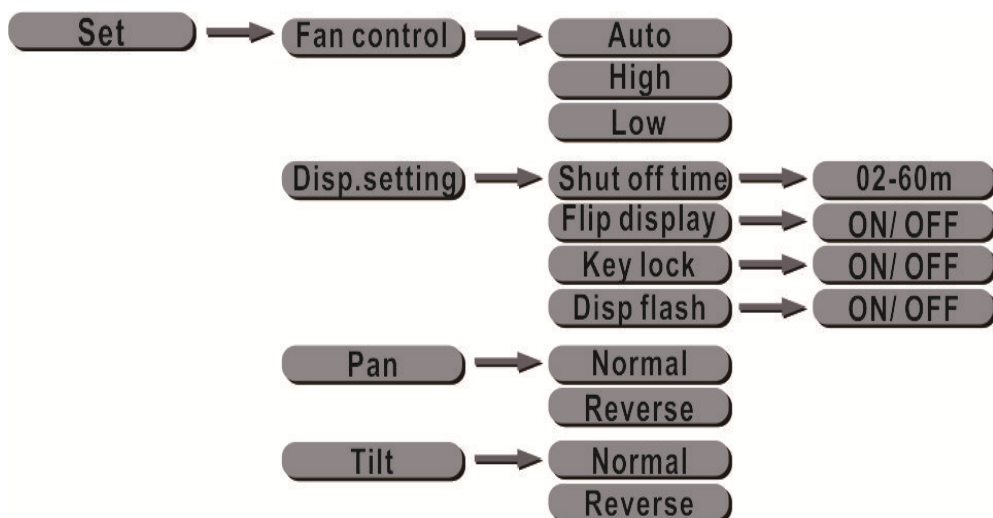 Set Fan control Auto
High
Low
Disp.setting Shut off time 02-60m
Flip display ON/ OFF
Key lock ON/ OFF
Disp flash ON/ OFF
Pan Normal
Reverse
Tilt Normal
Reverse